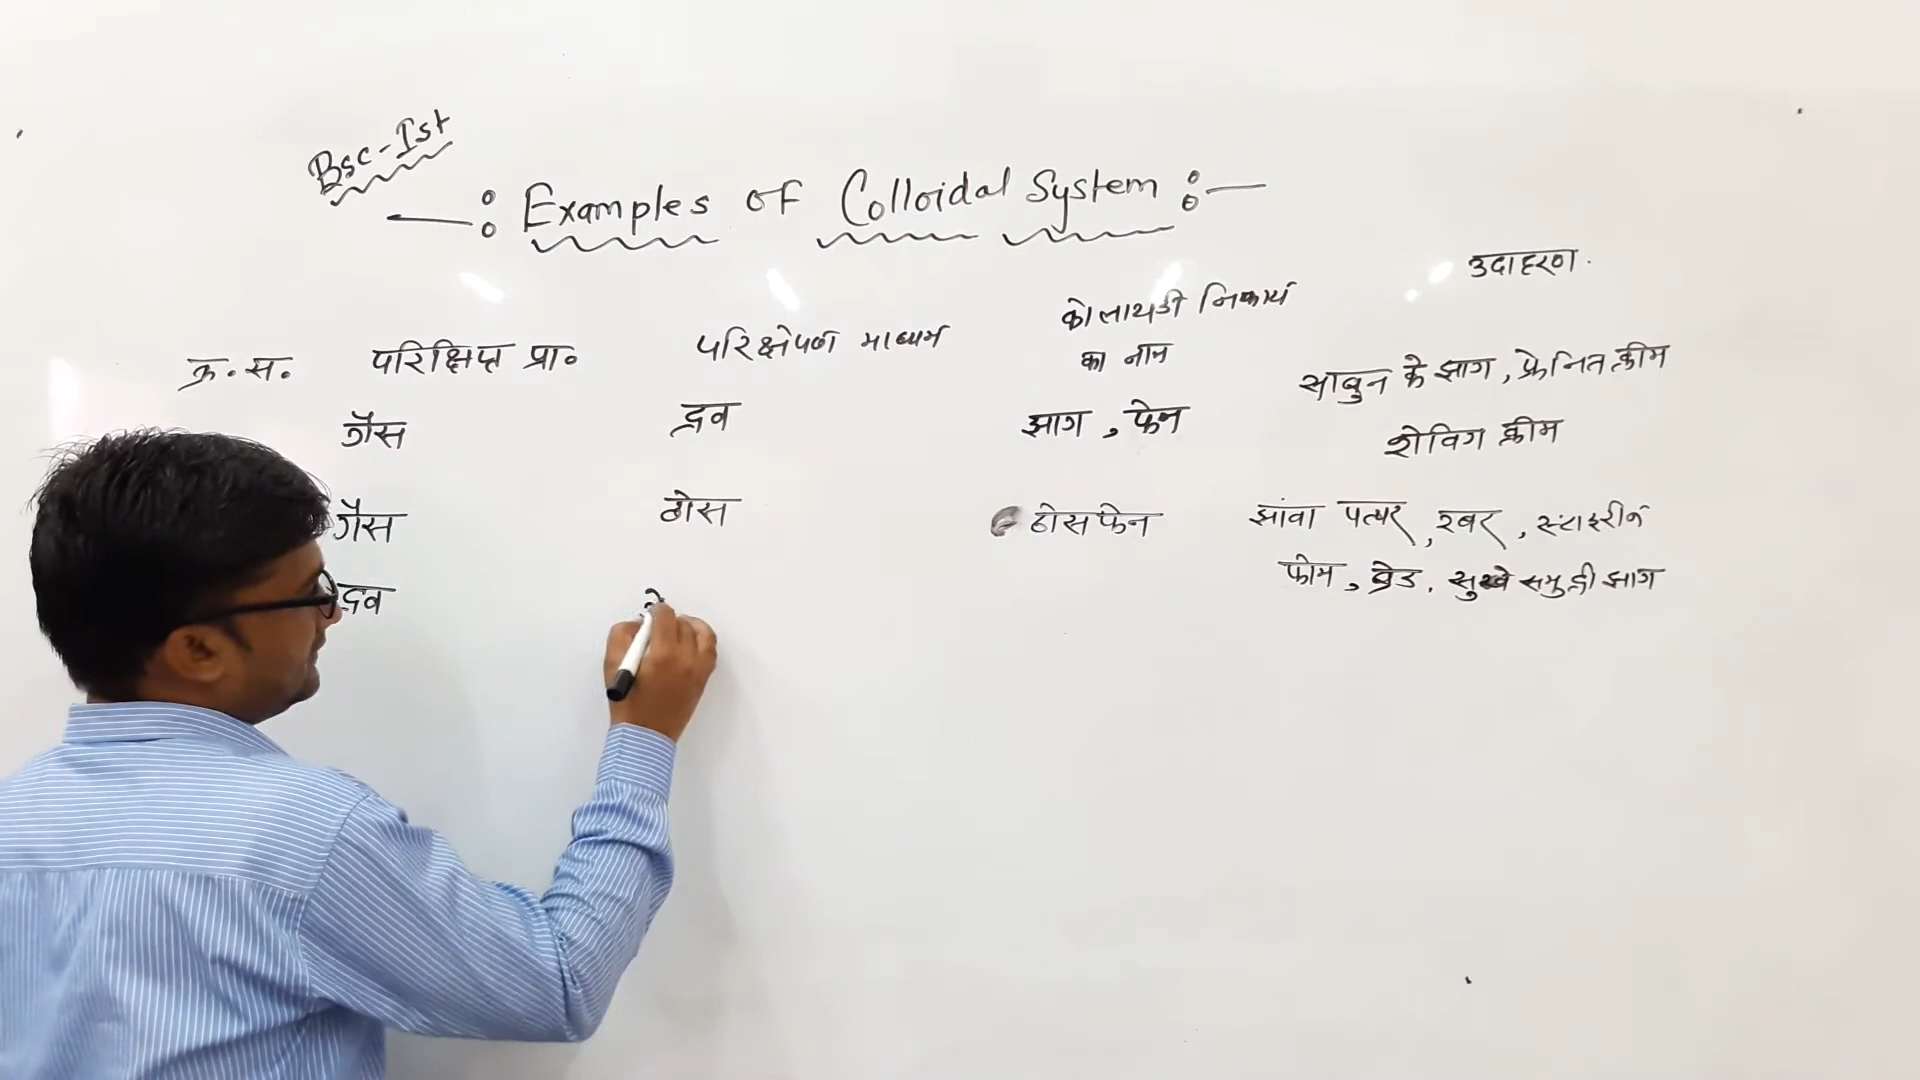 Bsc-Ist
—: Examples of Colloidal System :—
क्र.स. परिक्षिप्त प्रा० परिक्षेपण माध्यम कोलायडी निकाय का नाम उदाहरण.
गैस द्रव झाग, फेन साबुन के झाग, फेनित क्रीम
शेविंग क्रीम
गैस ठोस ठोस फेन झांवा पत्थर, रबर, स्टाइरीन
फोम, ब्रेड. सुखे समुद्री झाग
द्रव